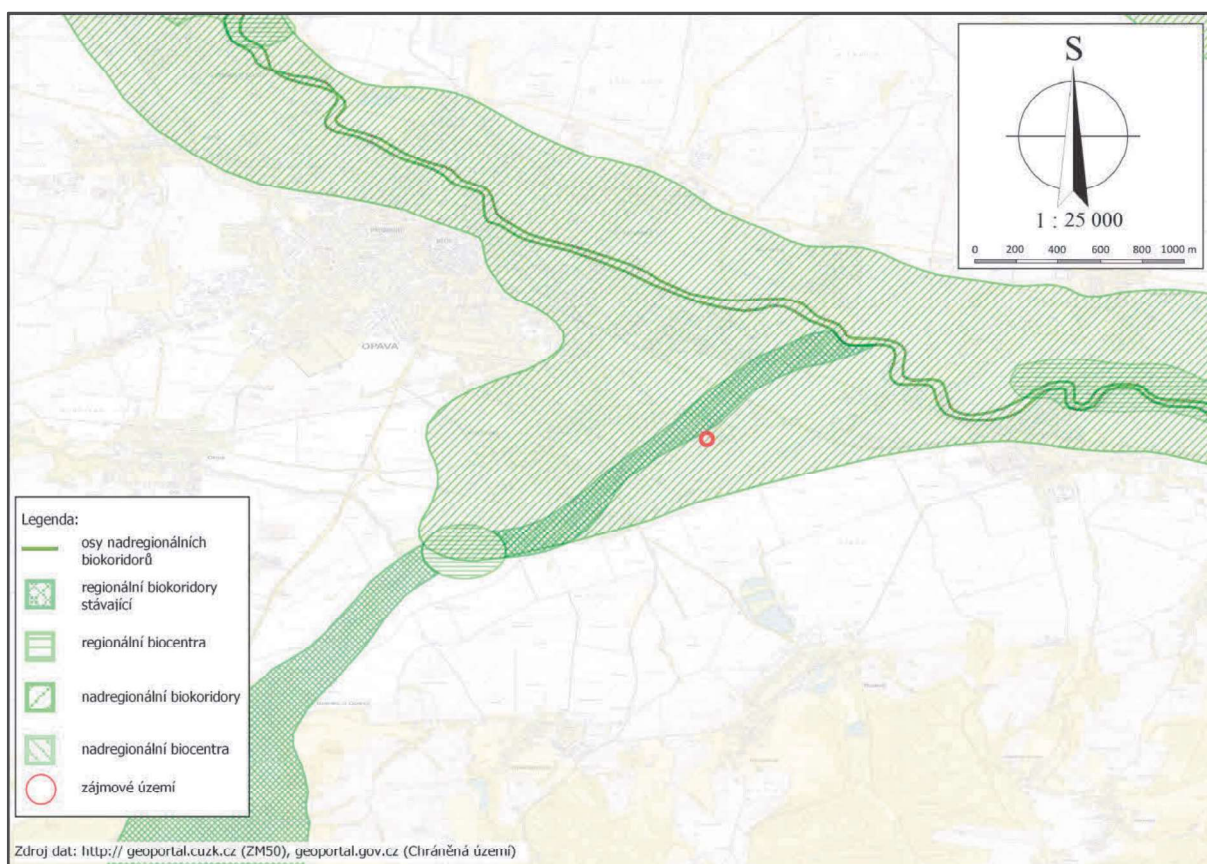 S
1 : 25 000
0 200 400 600 800 1000 m
OPAVA
Legenda:
osy nadregionálních
biokoridorů
regionální biokoridory
stávající
regionální biocentra
nadregionální biokoridory
nadregionální biocentra
zájmové území
Zdroj dat: http:// geoportal.cuzk.cz (ZM50), geoportal.gov.cz (Chráněná území)